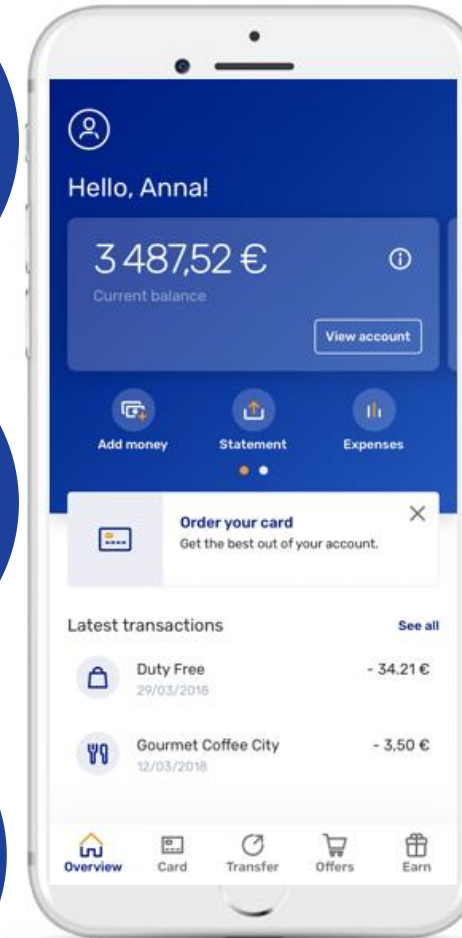 Hello, Anna!
3 487,52 €
Current balance
View account
Add money
Statement
Expenses
Order your card
Get the best out of your account.
Latest transactions
See all
Duty Free
- 34.21 €
29/03/2018
Gourmet Coffee City
- 3,50 €
12/03/2018
Overview
Card
Transfer
Offers
Earn